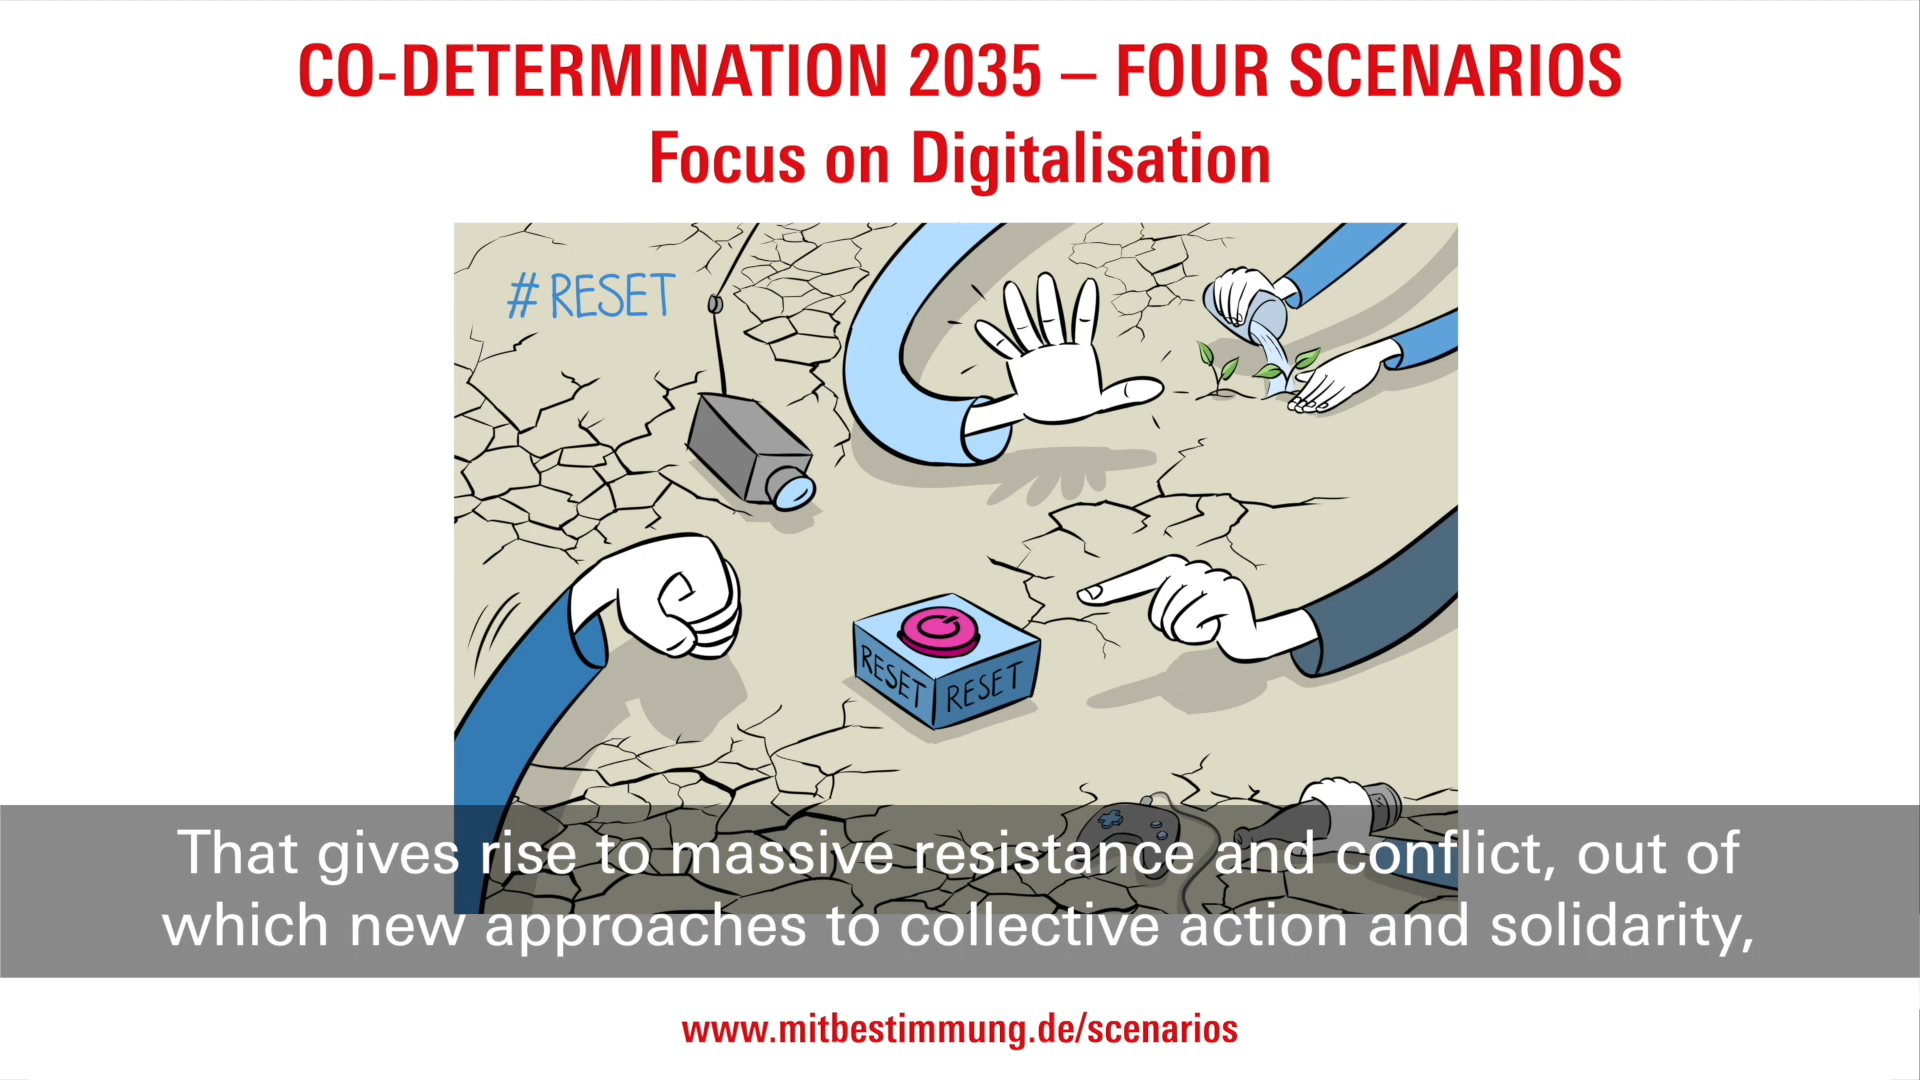 CO-DETERMINATION 2035 – FOUR SCENARIOS
Focus on Digitalisation
#RESET
RESET RESET
That gives rise to massive resistance and conflict, out of
which new approaches to collective action and solidarity,
www.mitbestimmung.de/scenarios